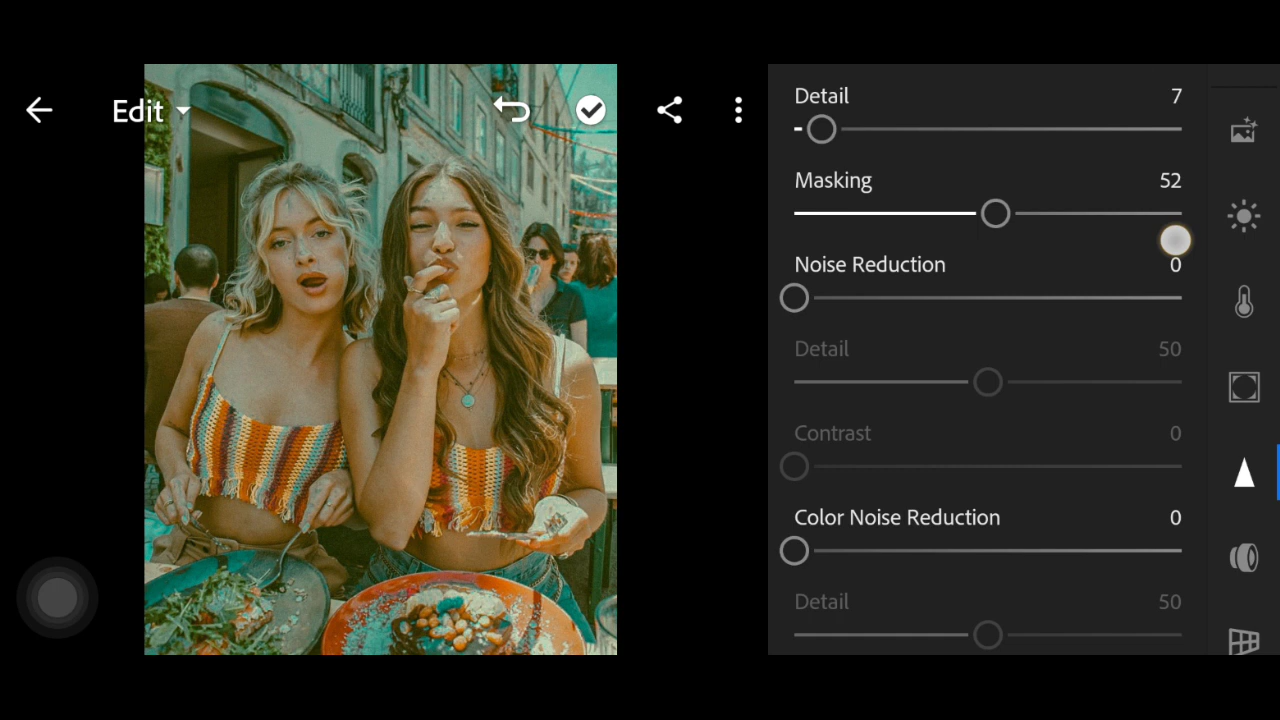 Edit
Detail 7
Masking 52
Noise Reduction 0
Detail 50
Contrast 0
Color Noise Reduction 0
Detail 50